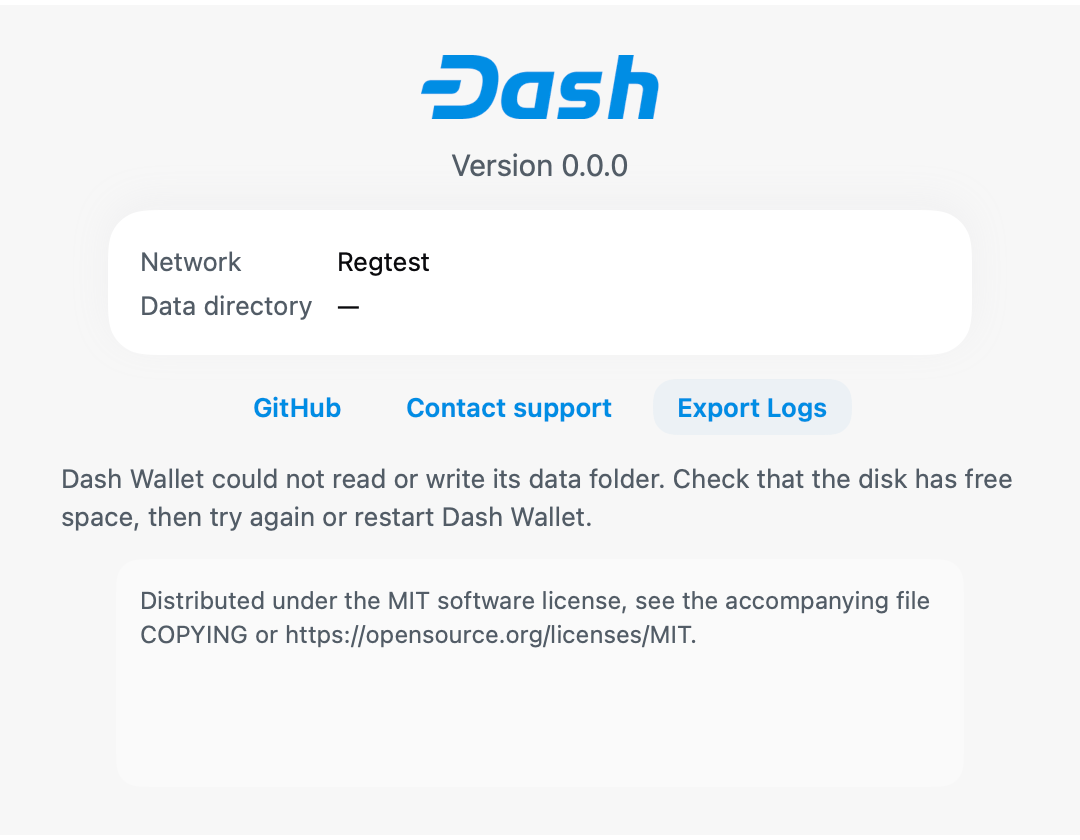 Dash
Version 0.0.0
Network Regtest
Data directory —
GitHub Contact support Export Logs
Dash Wallet could not read or write its data folder. Check that the disk has free
space, then try again or restart Dash Wallet.
Distributed under the MIT software license, see the accompanying file
COPYING or https://opensource.org/licenses/MIT.